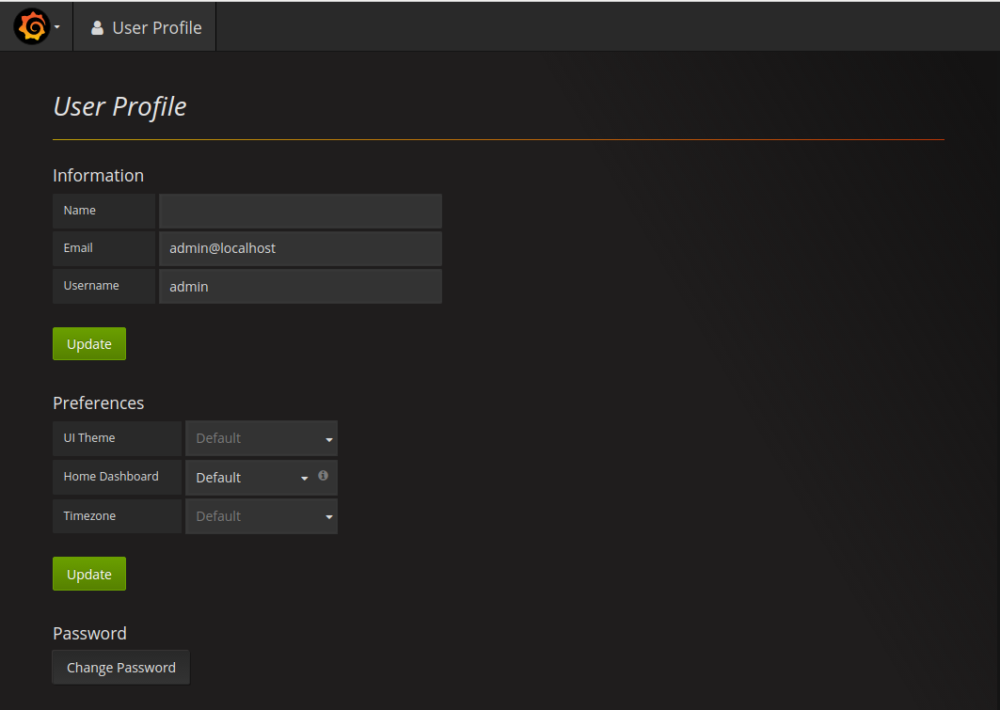 User Profile
User Profile
Information
Name
Email admin@localhost
Username admin
Update
Preferences
UI Theme Default
Home Dashboard Default
Timezone Default
Update
Password
Change Password